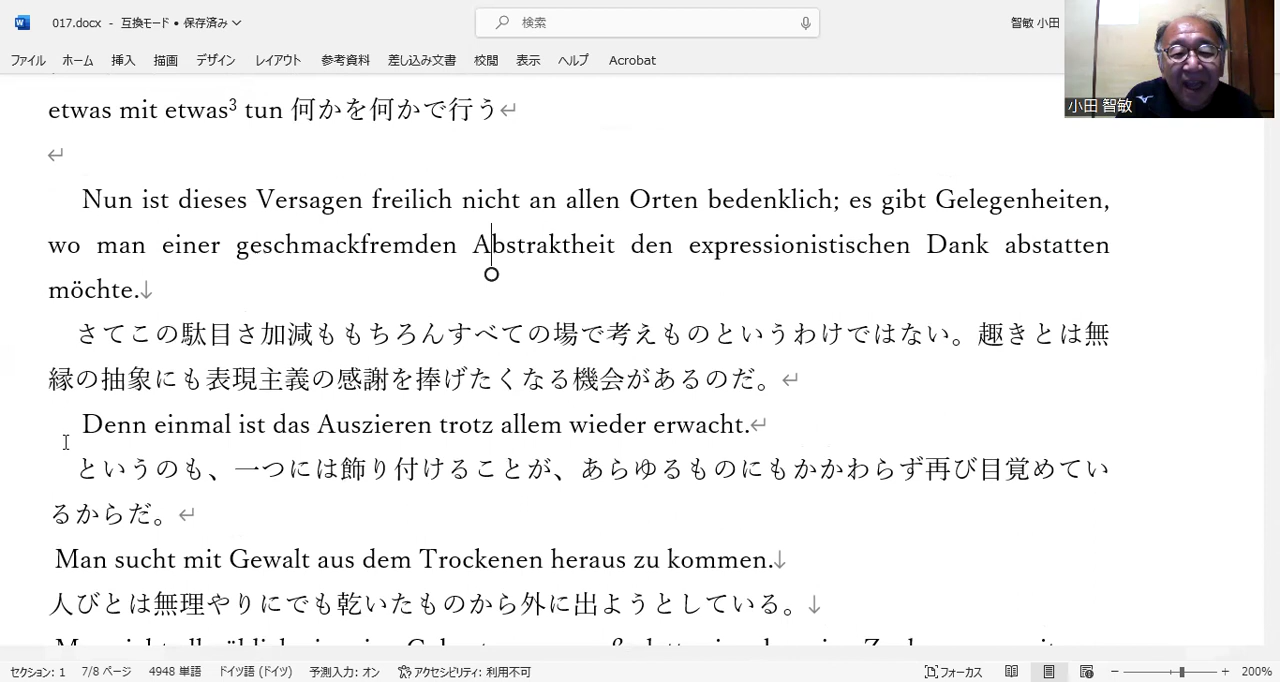 017.docx - 互換モード • 保存済み
検索
智敏 小田
ファイル ホーム 挿入 描画 デザイン レイアウト 参考資料 差し込み文書 校閲 表示 ヘルプ Acrobat
小田 智敏
etwas mit etwas³ tun 何かを何かで行う↵
↵
Nun ist dieses Versagen freilich nicht an allen Orten bedenklich; es gibt Gelegenheiten,
wo man einer geschmackfremden Abstraktheit den expressionistischen Dank abstatten
möchte.↓
さてこの駄目さ加減ももちろんすべての場で考えものというわけではない。趣きとは無
縁の抽象にも表現主義の感謝を捧げたくなる機会があるのだ。↵
Denn einmal ist das Auszieren trotz allem wieder erwacht.↵
というのも、一つには飾り付けることが、あらゆるものにもかかわらず再び目覚めてい
るからだ。↵
Man sucht mit Gewalt aus dem Trockenen heraus zu kommen.↓
人びとは無理やりにでも乾いたものから外に出ようとしている。↓
セクション: 1 7/8 ページ 4948 単語 ドイツ語 (ドイツ) 予測入力: オン アクセシビリティ: 利用不可 フォーカス 200%